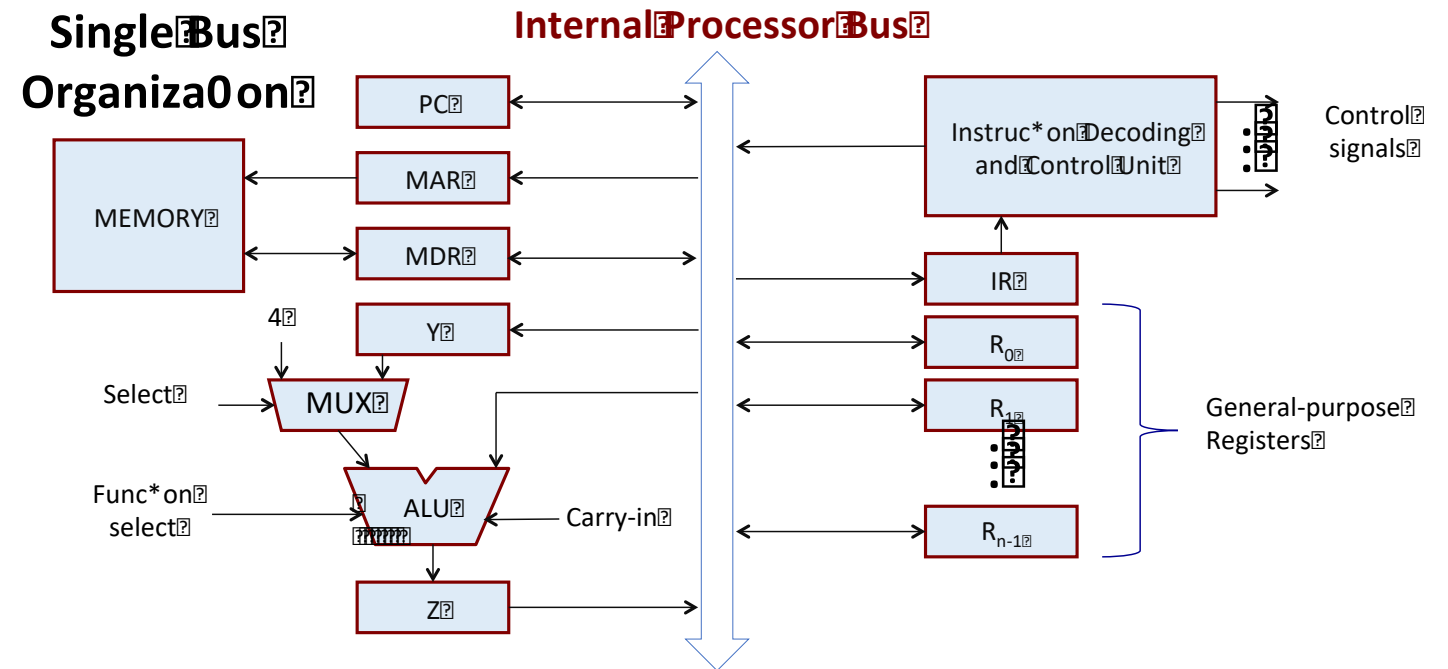 Single⍰Bus⍰
Organiza0on⍰
Internal⍰Processor⍰Bus⍰
PC⍰
MAR⍰
MEMORY⍰
MDR⍰
4⍰
Y⍰
Select⍰
MUX⍰
Func*on⍰
select⍰
ALU⍰
Carry-in⍰
Z⍰
Instruc*on⍰Decoding⍰
and⍰Control⍰Unit⍰
Control⍰
signals⍰
IR⍰
R0⍰
R1⍰
General-purpose⍰
Registers⍰
Rn-1⍰